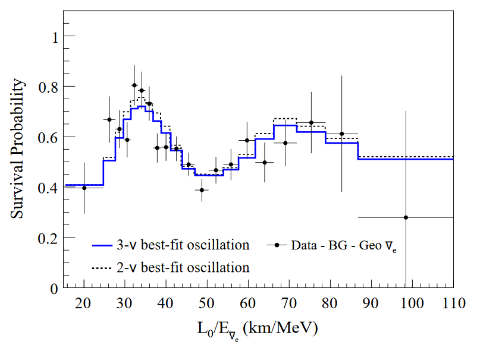 Survival Probability
1
0.8
0.6
0.4
0.2
0
3-ν best-fit oscillation
2-ν best-fit oscillation
Data - BG - Geo ν̅e
20 30 40 50 60 70 80 90 100 110
L0/Eν̅e (km/MeV)